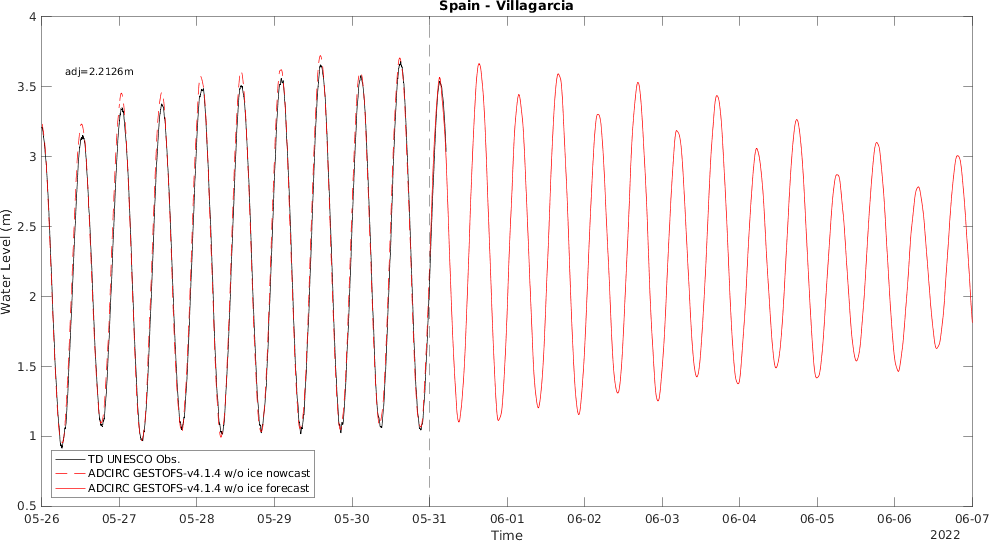 Spain - Villagarcia
4
3.5
3
2.5
2
1.5
1
0.5
Water Level (m)
adj=2.2126m
TD UNESCO Obs.
ADCIRC GESTOFS-v4.1.4 w/o ice nowcast
ADCIRC GESTOFS-v4.1.4 w/o ice forecast
05-26 05-27 05-28 05-29 05-30 05-31 06-01 06-02 06-03 06-04 06-05 06-06 06-07
Time
2022